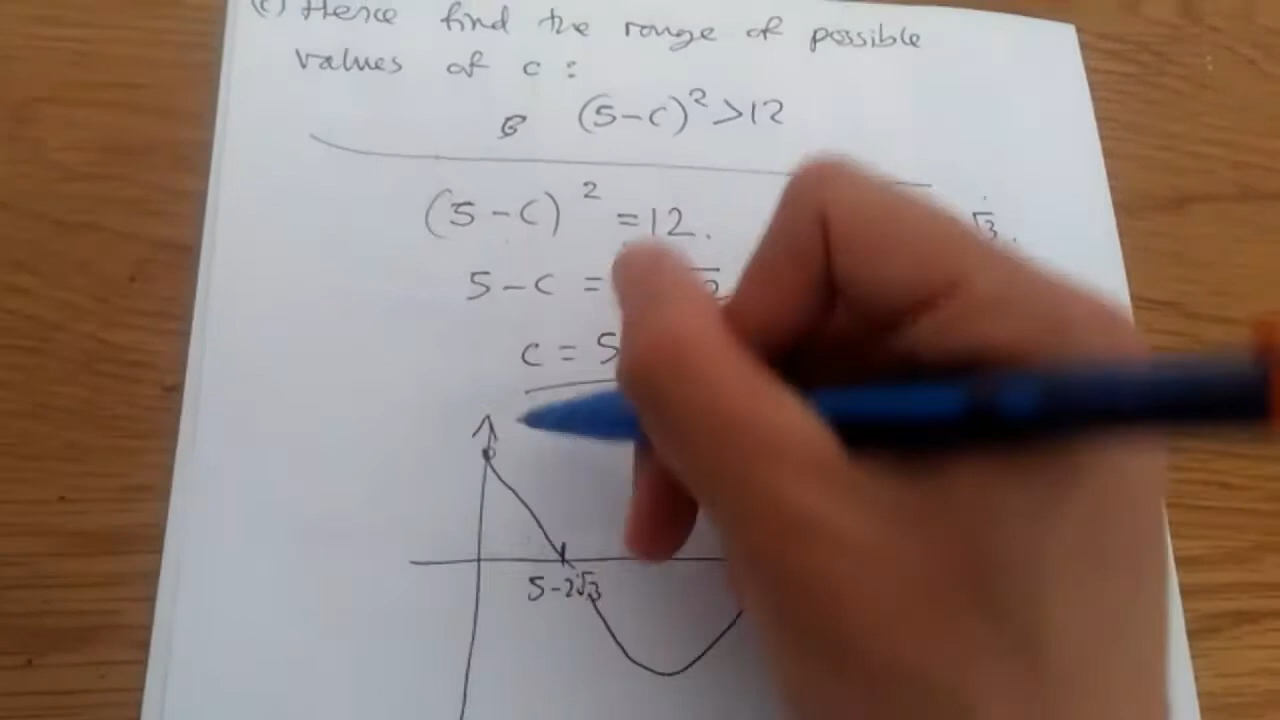 (c) Hence find the range of possible
values of c :
(5-c)²>12
(5-c)²=12.
√3.
5-c=
c=5
5-2√3